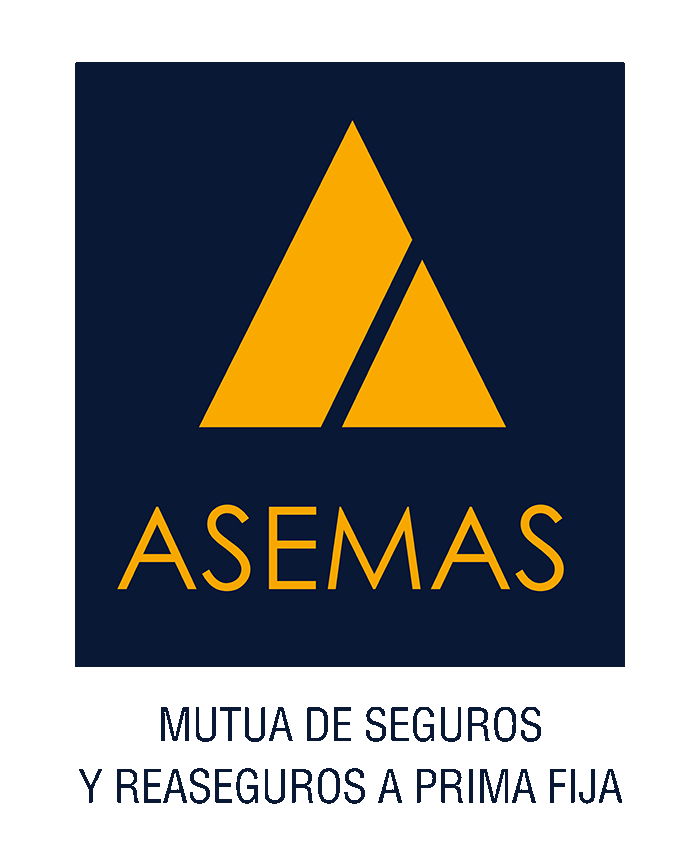 ASEMAS
MUTUA DE SEGUROS
Y REASEGUROS A PRIMA FIJA